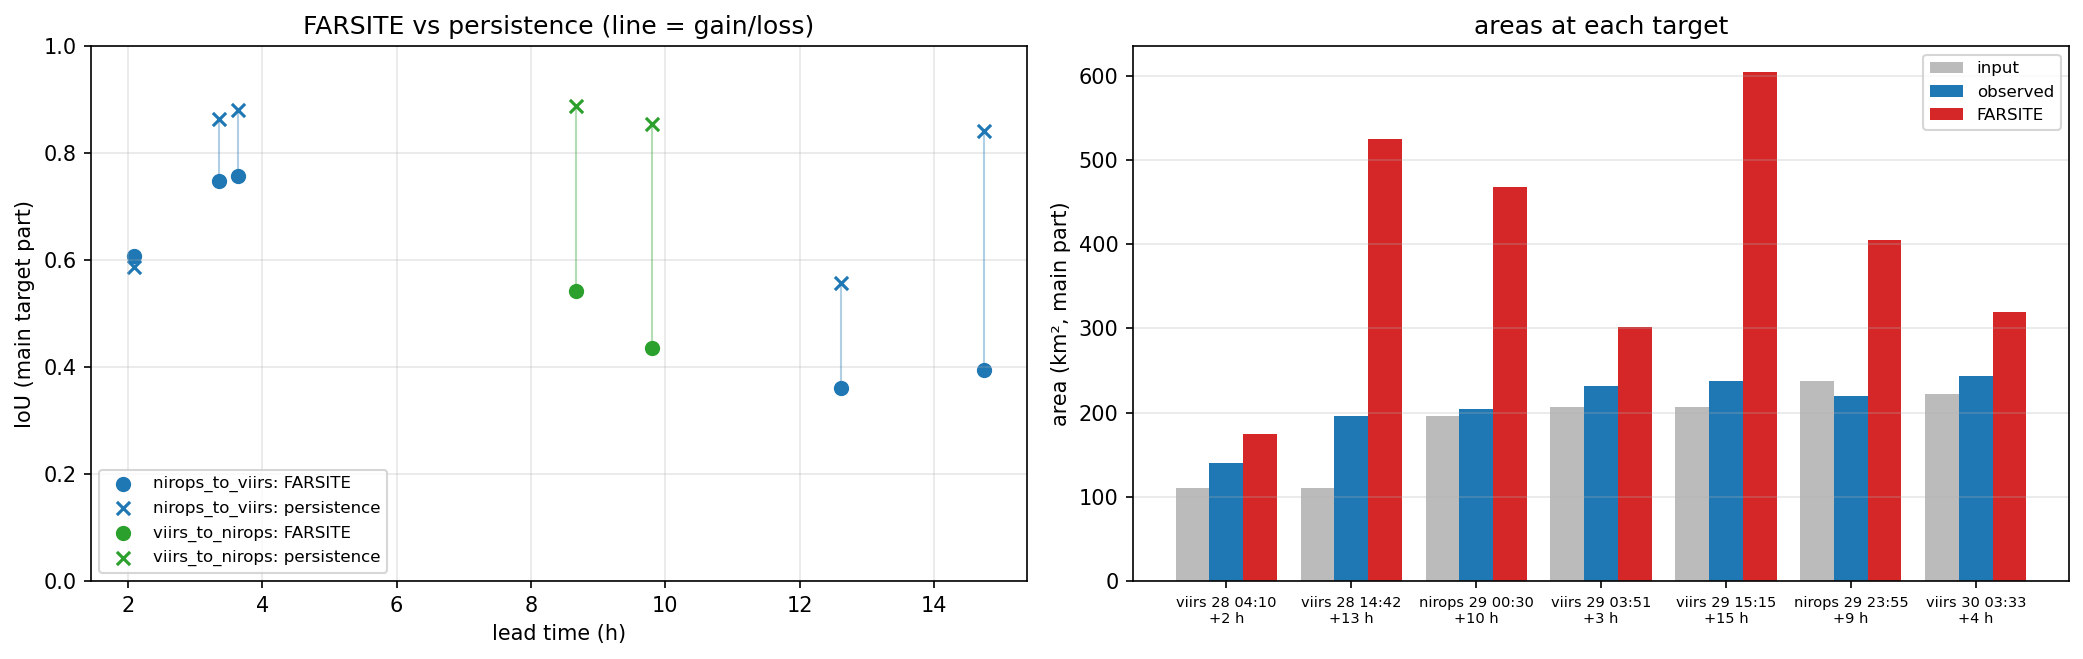 FARSITE vs persistence (line = gain/loss)
IoU (main target part)
1.0
0.8
0.6
0.4
0.2
0.0
nirops_to_viirs: FARSITE
nirops_to_viirs: persistence
viirs_to_nirops: FARSITE
viirs_to_nirops: persistence
2 4 6 8 10 12 14
lead time (h)
areas at each target
area (km², main part)
600
500
400
300
200
100
0
input
observed
FARSITE
viirs 28 04:10 viirs 28 14:42 nirops 29 00:30 viirs 29 03:51 viirs 29 15:15 nirops 29 23:55 viirs 30 03:33
+2 h +13 h +10 h +3 h +15 h +9 h +4 h